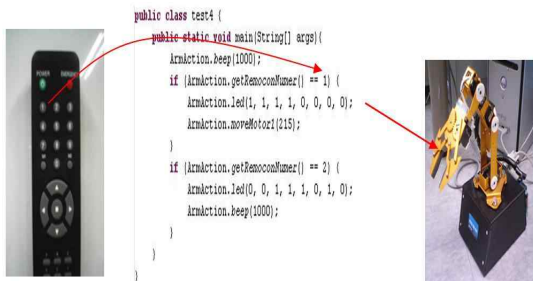 public class test4 {
public static void main(String[] args){
ArmAction.beep(1000);
if (ArmAction.getRemoconNumer() == 1) {
ArmAction.led(1, 1, 1, 1, 0, 0, 0, 0);
ArmAction.moveMotor1(215);
}
if (ArmAction.getRemoconNumer() == 2) {
ArmAction.led(0, 0, 1, 1, 1, 0, 1, 0);
ArmAction.beep(1000);
}
}
}
POWER